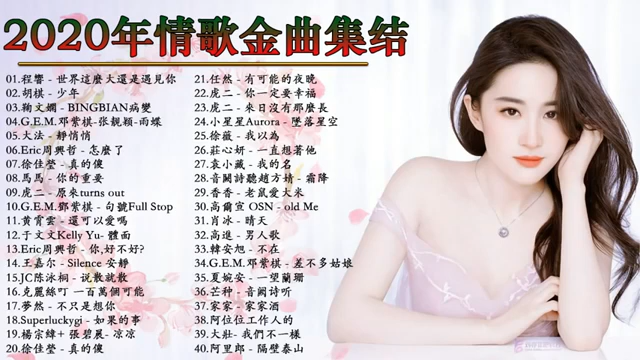 2020年情歌金曲集结
01.程響 - 世界這麼大還是遇見你
02.胡棋 - 少年
03.鞠文嫻 - BINGBIAN病變
04.G.E.M.邓紫棋-张靓颖-雨蝶
05.大法 - 靜悄悄
06.Eric周興哲 - 怎麼了
07.徐佳瑩 - 真的傻
08.馬馬 - 你的重要
09.虎二 - 原來turns out
10.G.E.M.鄧紫棋 - 句號Full Stop
11.黄霄雲 - 還可以愛嗎
12.于文文Kelly Yu- 體面
13.Eric周興哲 - 你,好不好?
14.王嘉尔 - Silence 安靜
15.JC陈泳桐 - 说散就散
16.克麗絲叮 一百萬個可能
17.夢然 - 不只是想你
18.Superluckygi - 如果的事
19.楊宗緯+ 張碧晨- 凉凉
20.徐佳瑩 - 真的傻
21.任然 - 有可能的夜晚
22.虎二 - 你一定要幸福
23.虎二 - 來日沒有那麼長
24.小星星Aurora - 墜落星空
25.徐薇 - 我以為
26.莊心妍 - 一直想著他
27.袁小葳 - 我的名
28.音闕詩聽趙方婧 - 霜降
29.香香 - 老鼠愛大米
30.高爾宣 OSN - old Me
31.肖冰 - 晴天
32.高進 - 男人歌
33.韓安旭 - 不在
34.G.E.M.邓紫棋 - 差不多姑娘
35.夏婉安 - 一望蘭珊
36.芒种 - 音阙诗听
37.家家 - 家家酒
38.阿位位工作人的
39.大壯- 我們不一樣
40.阿里郎 - 隔壁泰山